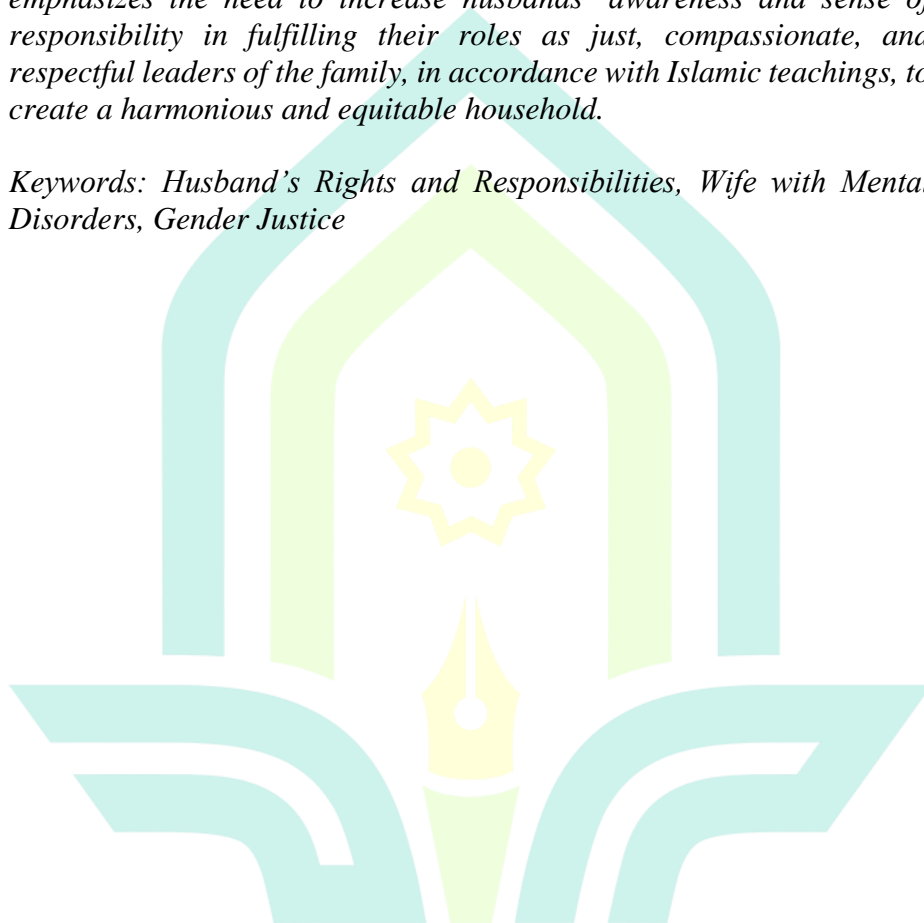 emphasizes the need to increase husbands' awareness and sense of
responsibility in fulfilling their roles as just, compassionate, and
respectful leaders of the family, in accordance with Islamic teachings, to
create a harmonious and equitable household.
Keywords: Husband's Rights and Responsibilities, Wife with Mental
Disorders, Gender Justice